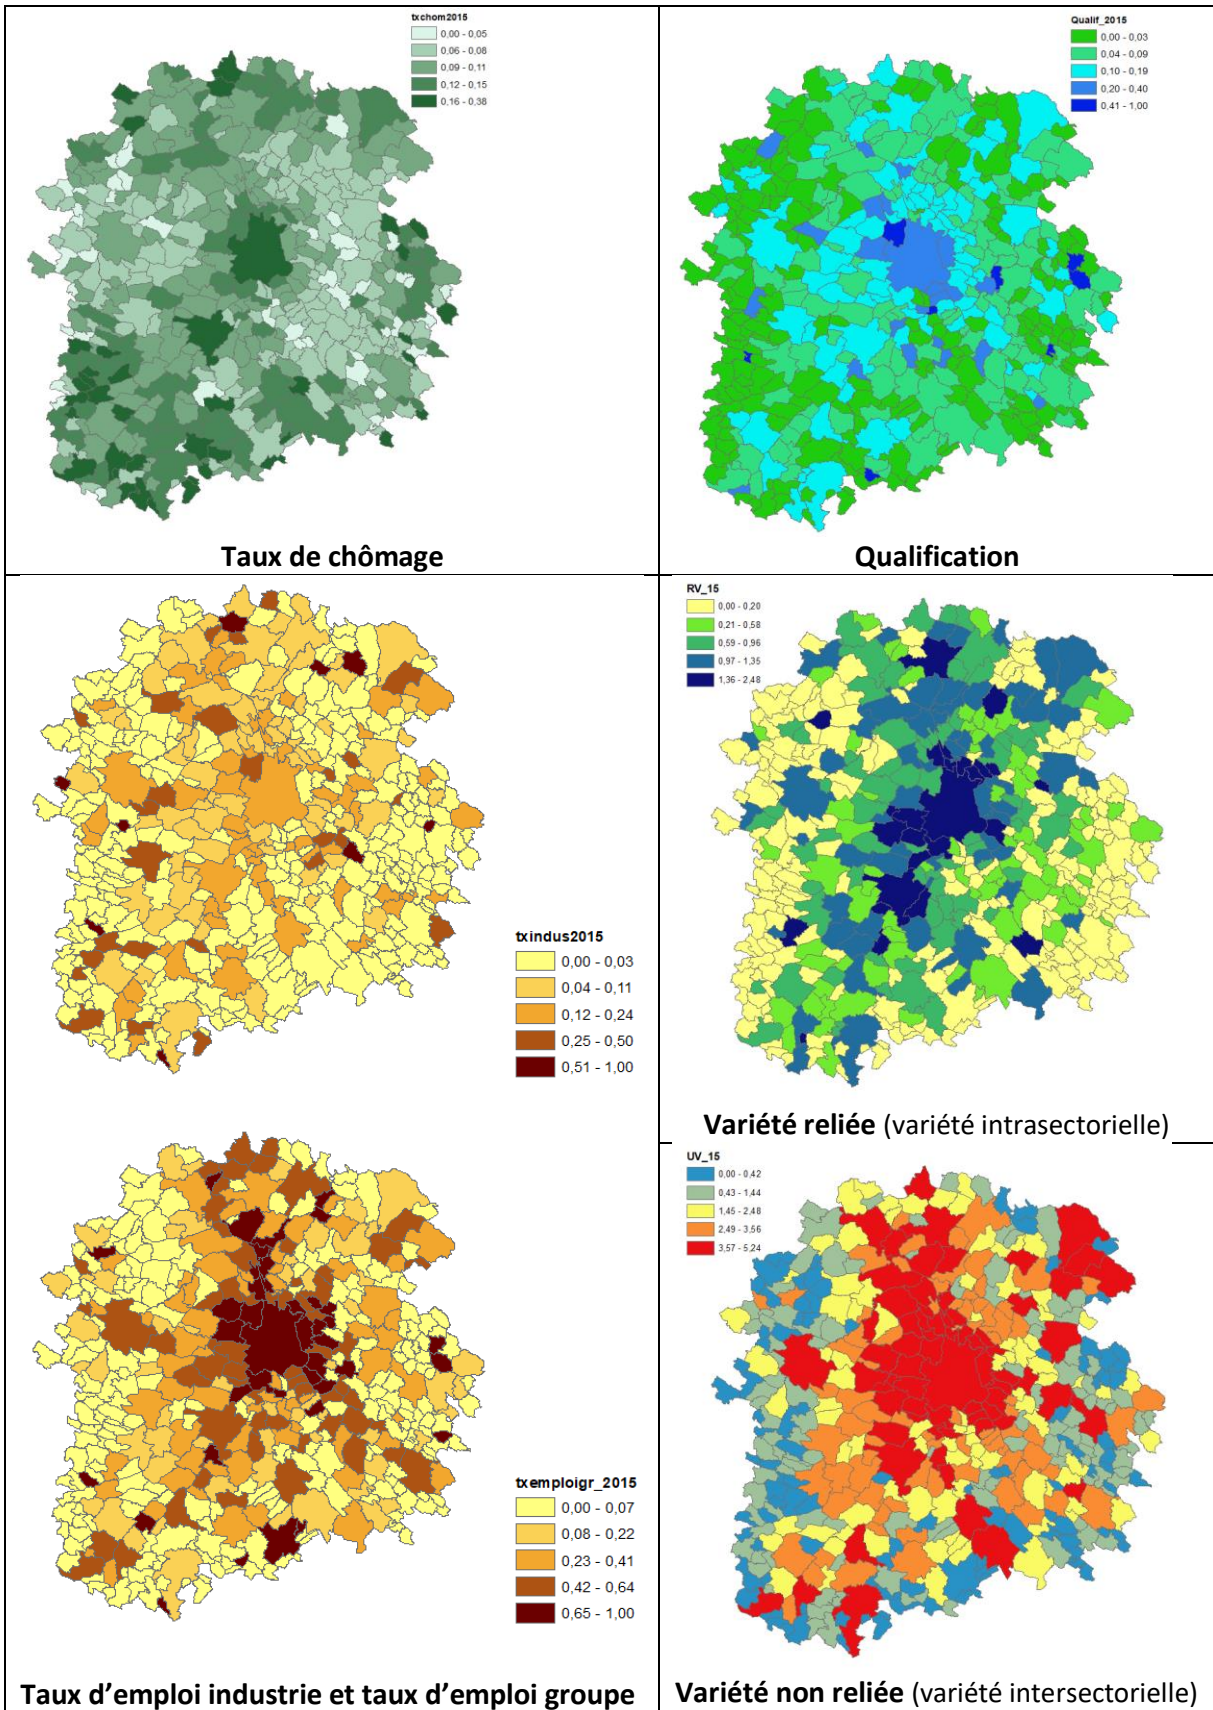 txchom2015
0,00 - 0,05
0,06 - 0,08
0,09 - 0,11
0,12 - 0,15
0,16 - 0,38
Taux de chômage
Qualif_2015
0,00 - 0,03
0,04 - 0,09
0,10 - 0,19
0,20 - 0,40
0,41 - 1,00
Qualification
txindus2015
0,00 - 0,03
0,04 - 0,11
0,12 - 0,24
0,25 - 0,50
0,51 - 1,00
txemploigr_2015
0,00 - 0,07
0,08 - 0,22
0,23 - 0,41
0,42 - 0,64
0,65 - 1,00
Taux d’emploi industrie et taux d’emploi groupe
RV_15
0,00 - 0,20
0,21 - 0,58
0,59 - 0,96
0,97 - 1,35
1,36 - 2,48
Variété reliée (variété intrasectorielle)
UV_15
0,00 - 0,42
0,43 - 1,44
1,45 - 2,48
2,49 - 3,56
3,57 - 5,24
Variété non reliée (variété intersectorielle)